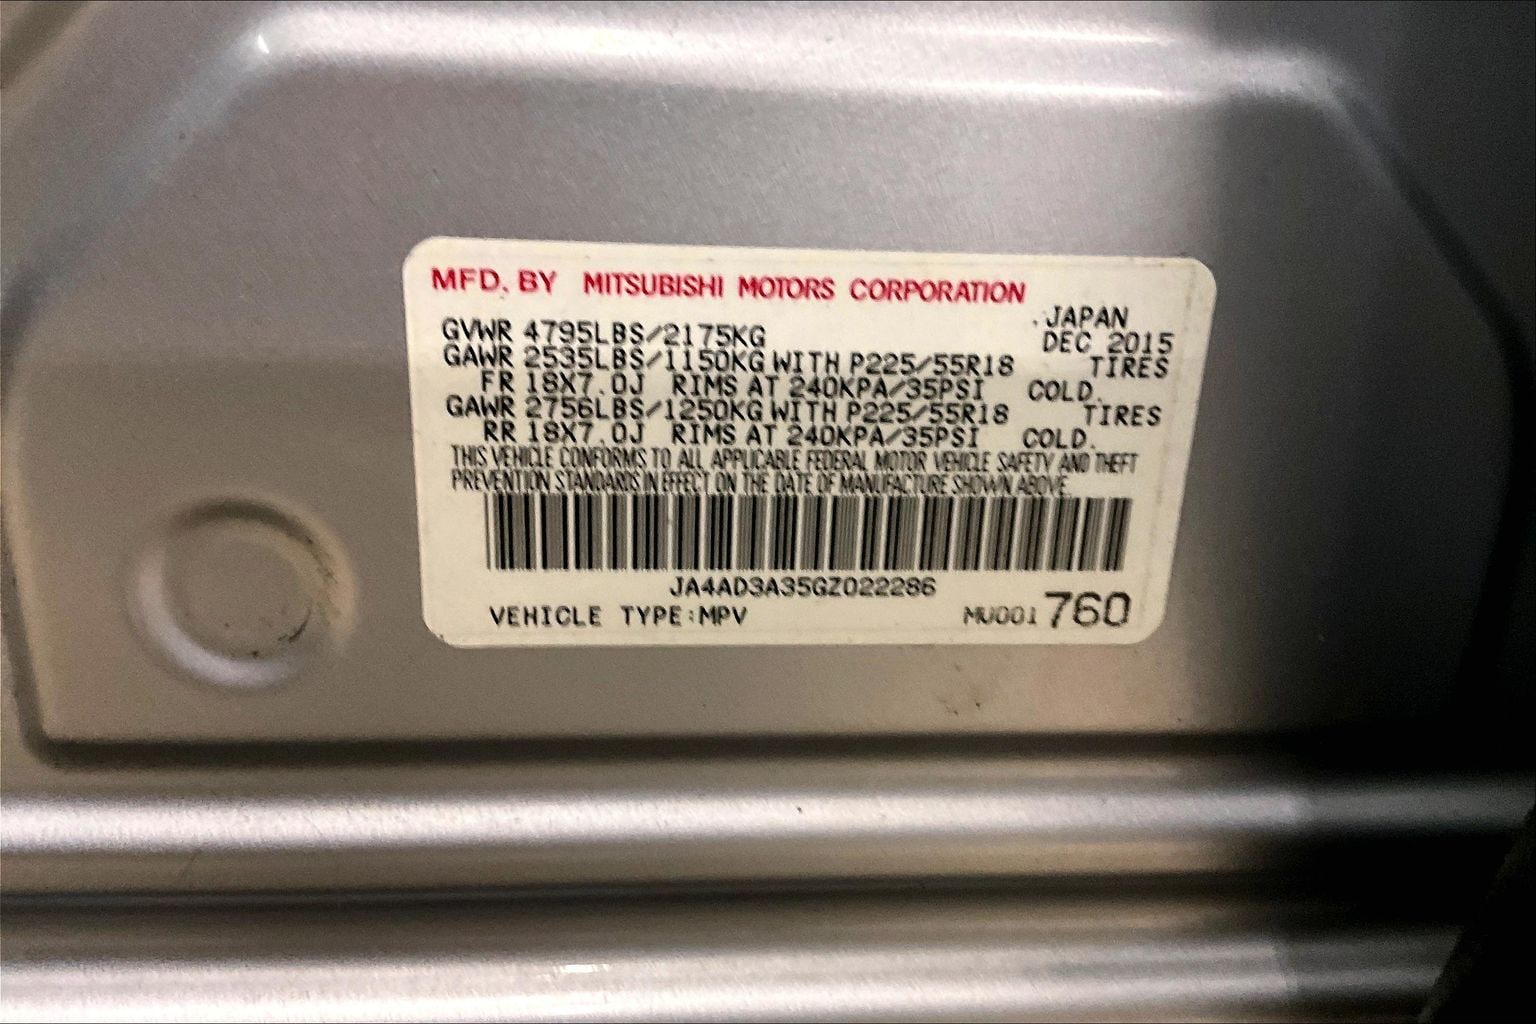 MFD. BY MITSUBISHI MOTORS CORPORATION
JAPAN
GVWR 4795LBS/2175KG DEC 2015
GAWR 2535LBS/1150KG WITH P225/55R18 TIRES
FR 18X7.0J RIMS AT 240KPA/35PSI COLD.
GAWR 2756LBS/1250KG WITH P225/55R18 TIRES
RR 18X7.0J RIMS AT 240KPA/35PSI COLD.
THIS VEHICLE CONFORMS TO ALL APPLICABLE FEDERAL MOTOR VEHICLE SAFETY AND THEFT
PREVENTION STANDARDS IN EFFECT ON THE DATE OF MANUFACTURE SHOWN ABOVE.
JA4AD3A35GZ022286
VEHICLE TYPE:MPV MU001760